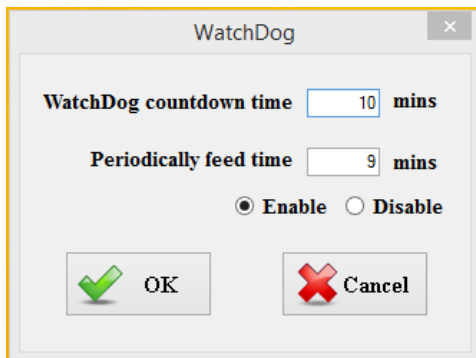 WatchDog
WatchDog countdown time 10 mins
Periodically feed time 9 mins
Enable Disable
OK Cancel